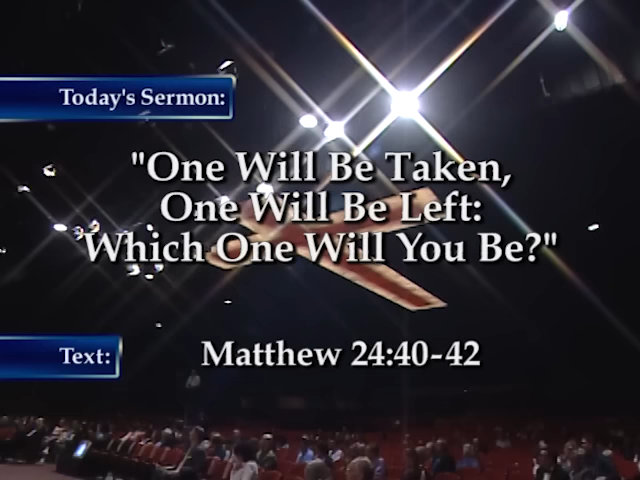 Today's Sermon:
"One Will Be Taken,
One Will Be Left:
Which One Will You Be?"
Text:
Matthew 24:40-42